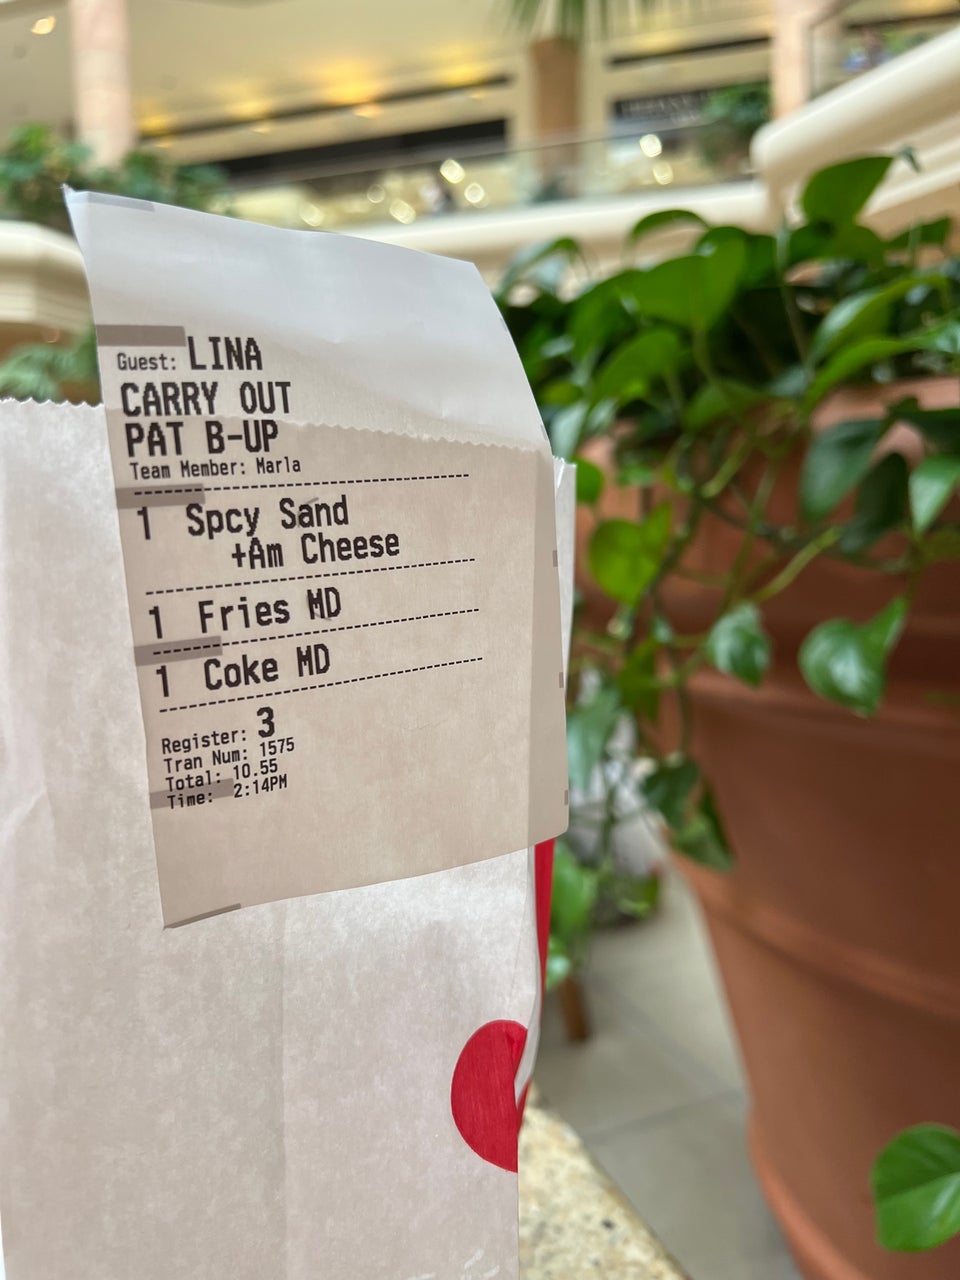 Guest: LINA
CARRY OUT
PAT B-UP
Team Member: Marla
1 Spcy Sand
+Am Cheese
1 Fries MD
1 Coke MD
Register: 3
Tran Num: 1575
Total: 10.55
Time: 2:14PM